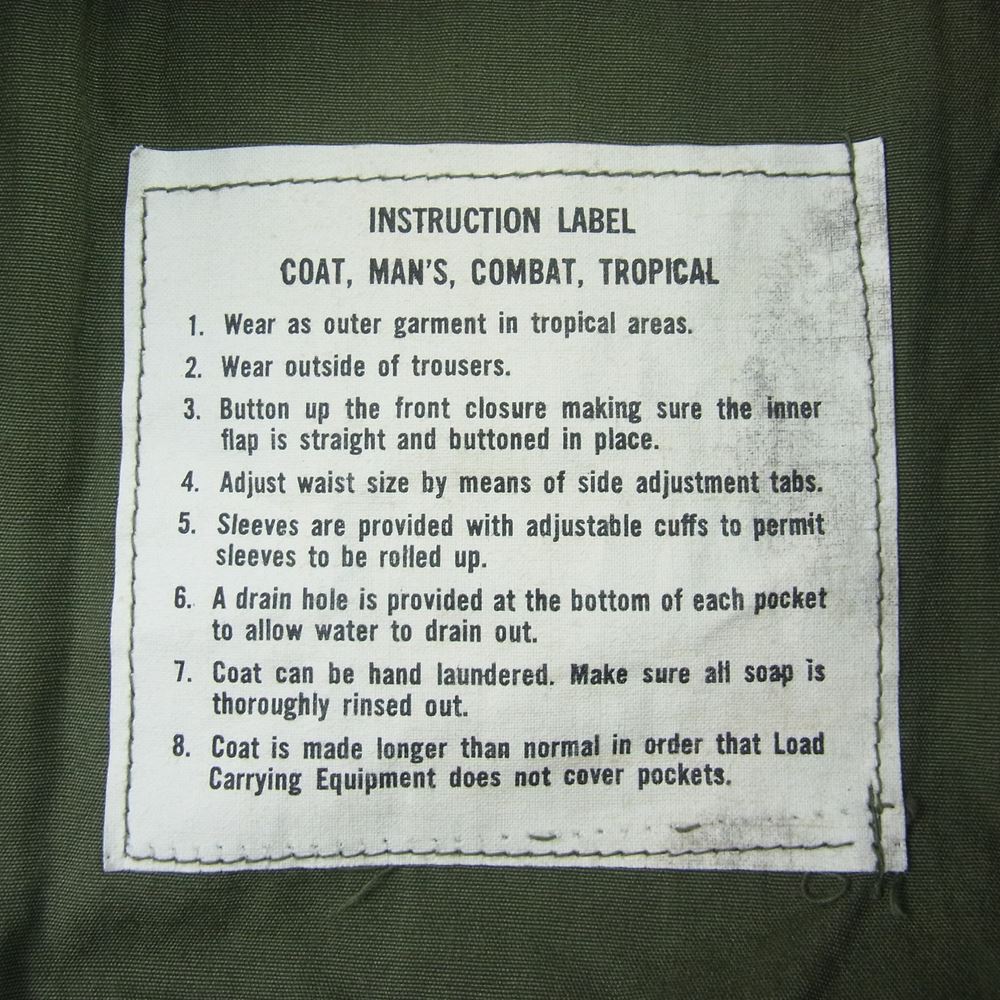 INSTRUCTION LABEL
COAT, MAN'S, COMBAT, TROPICAL
1. Wear as outer garment in tropical areas.
2. Wear outside of trousers.
3. Button up the front closure making sure the inner
flap is straight and buttoned in place.
4. Adjust waist size by means of side adjustment tabs.
5. Sleeves are provided with adjustable cuffs to permit
sleeves to be rolled up.
6. A drain hole is provided at the bottom of each pocket
to allow water to drain out.
7. Coat can be hand laundered. Make sure all soap is
thoroughly rinsed out.
8. Coat is made longer than normal in order that Load
Carrying Equipment does not cover pockets.